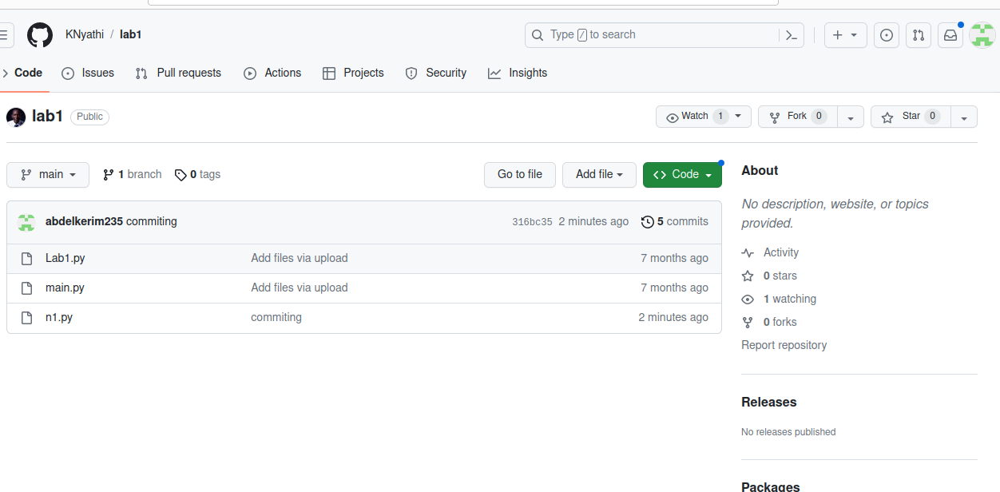 KNyathi / lab1
Type / to search
Code Issues Pull requests Actions Projects Security Insights
lab1 Public
Watch 1 Fork 0 Star 0
main 1 branch 0 tags Go to file Add file Code
abdelkerim235 commiting 316bc35 2 minutes ago 5 commits
Lab1.py Add files via upload 7 months ago
main.py Add files via upload 7 months ago
n1.py commiting 2 minutes ago
About
No description, website, or topics
provided.
Activity
0 stars
1 watching
0 forks
Report repository
Releases
No releases published
Packages